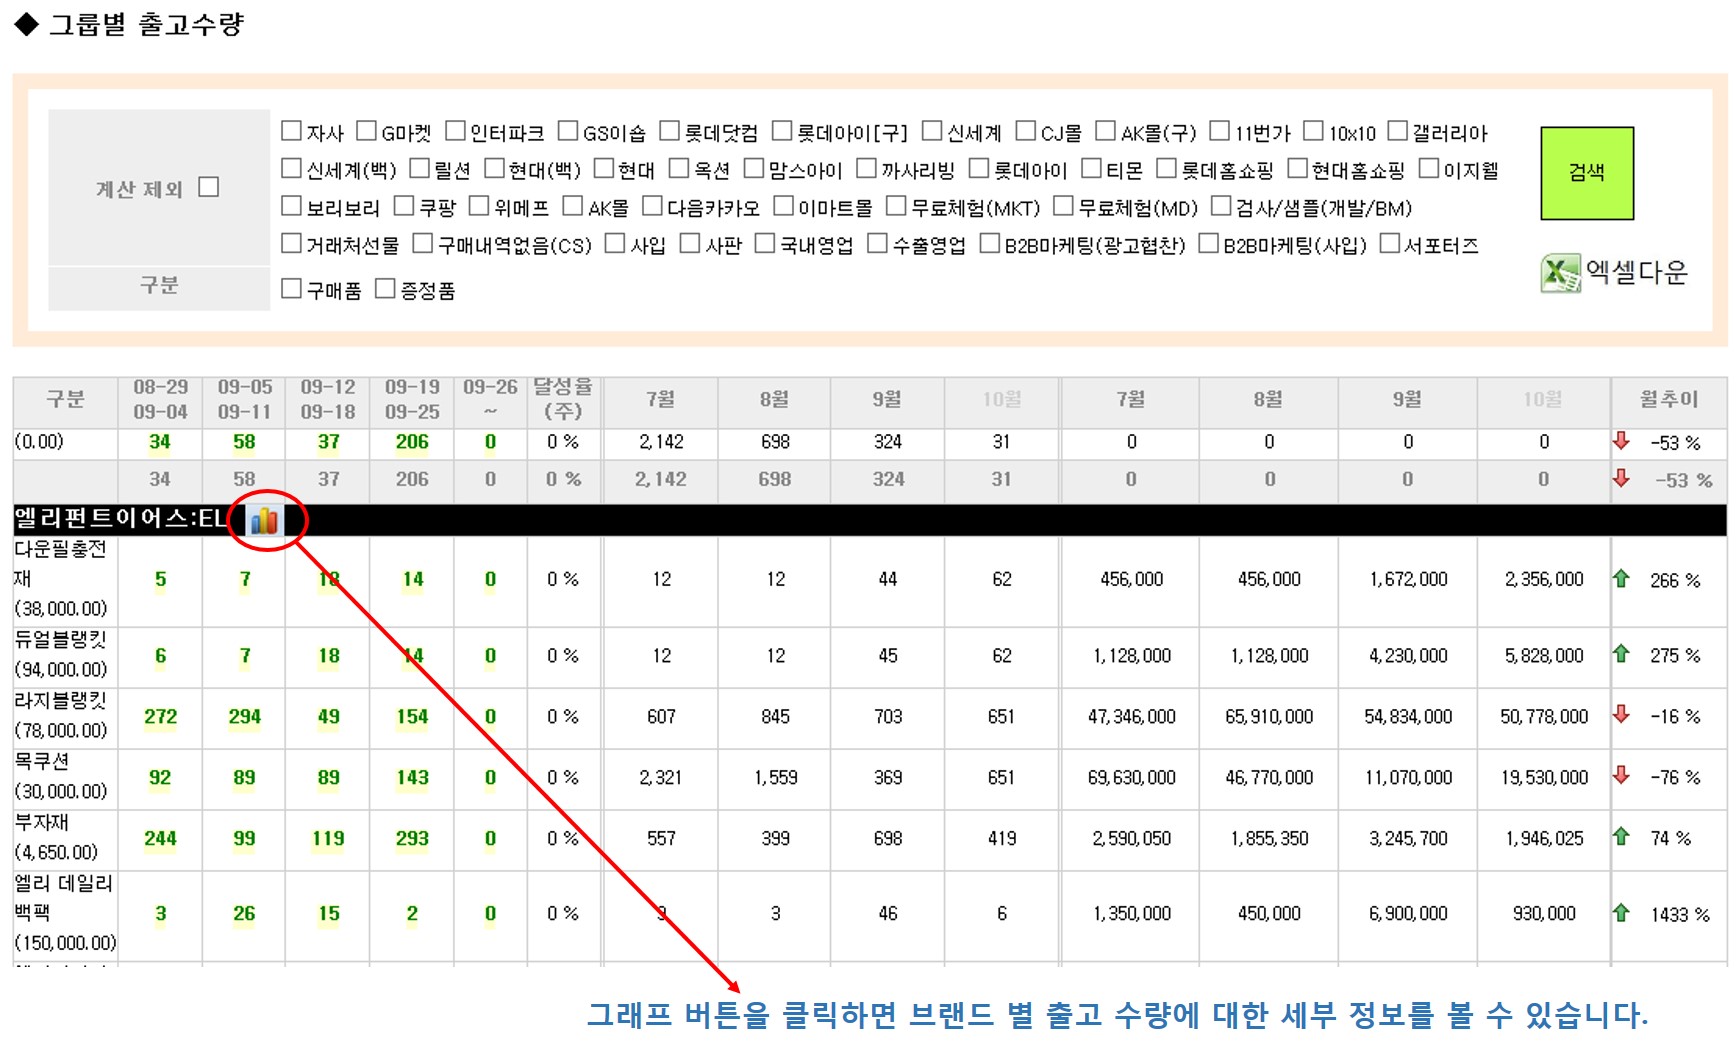 ◆ 그룹별 출고수량
계산 제외
자사 G마켓 인터파크 GS이숍 롯데닷컴 롯데아이[구] 신세계 CJ몰 AK몰(구) 11번가 10x10 갤러리아
신세계(백) 릴션 현대(백) 현대 옥션 맘스아이 까사리빙 롯데아이 티몬 롯데홈쇼핑 현대홈쇼핑 이지웰
보리보리 쿠팡 위메프 AK몰 다음카카오 이마트몰 무료체험(MKT) 무료체험(MD) 검사/샘플(개발/BM)
거래처선물 구매내역없음(CS) 사입 사판 국내영업 수출영업 B2B마케팅(광고협찬) B2B마케팅(사입) 서포터즈
구분 구매품 증정품
검색
엑셀다운
구분 08-29 09-04 09-05 09-11 09-12 09-18 09-19 09-25 09-26 ~ 달성율 (주) 7월 8월 9월 10월 7월 8월 9월 10월 월추이
(0.00) 34 58 37 206 0 0 % 2,142 698 324 31 0 0 0 0 -53 %
34 58 37 206 0 0 % 2,142 698 324 31 0 0 0 0 -53 %
엘리펀트이어스:EL
다운필충전재 (38,000.00) 5 7 18 14 0 0 % 12 12 44 62 456,000 456,000 1,672,000 2,356,000 266 %
듀얼블랭킷 (94,000.00) 6 7 18 14 0 0 % 12 12 45 62 1,128,000 1,128,000 4,230,000 5,828,000 275 %
라지블랭킷 (78,000.00) 272 294 49 154 0 0 % 607 845 703 651 47,346,000 65,910,000 54,834,000 50,778,000 -16 %
목쿠션 (30,000.00) 92 89 89 143 0 0 % 2,321 1,559 369 651 69,630,000 46,770,000 11,070,000 19,530,000 -76 %
부자재 (4,650.00) 244 99 119 293 0 0 % 557 399 698 419 2,590,050 1,855,350 3,245,700 1,946,025 74 %
엘리 데일리백팩 (150,000.00) 3 26 15 2 0 0 % 9 3 46 6 1,350,000 450,000 6,900,000 930,000 1433 %
그래프 버튼을 클릭하면 브랜드 별 출고 수량에 대한 세부 정보를 볼 수 있습니다.